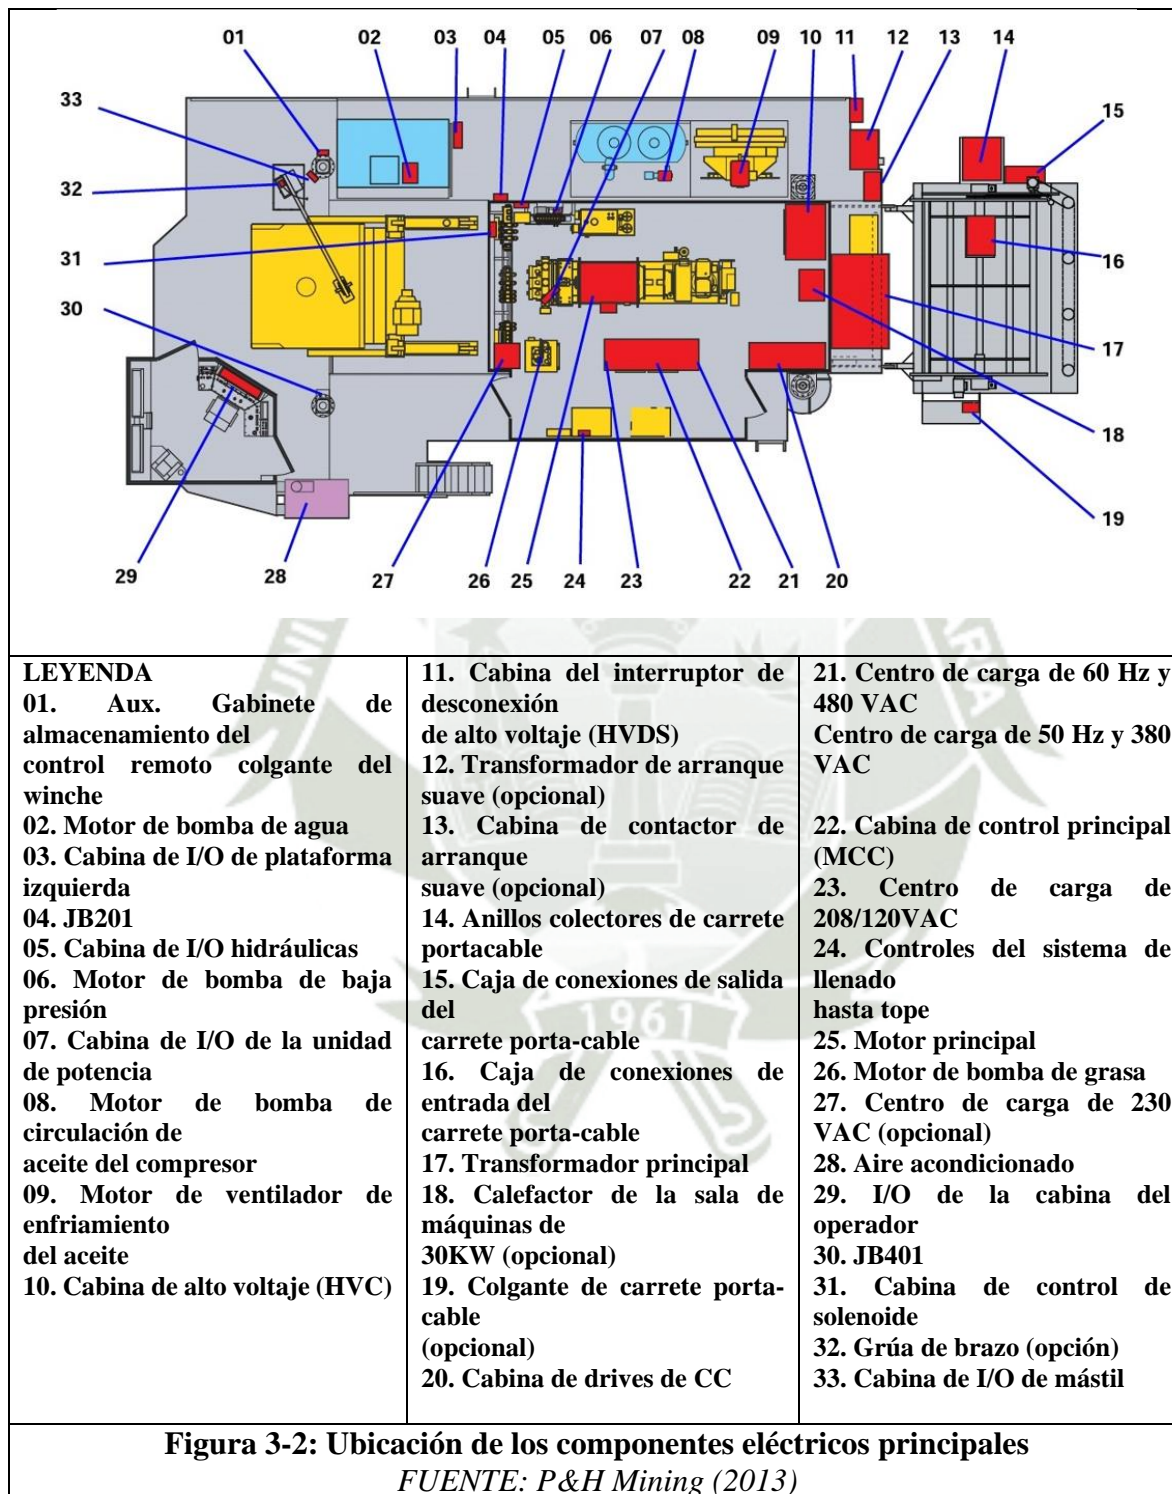 01
02
03
04
05
06
07
08
09
10
11
12
13
14
33
15
32
31
16
30
17
18
19
29
28
27
26
25
24
23
22
21
20
LEYENDA
01. Aux. Gabinete de
almacenamiento del
control remoto colgante del
winche
02. Motor de bomba de agua
03. Cabina de I/O de plataforma
izquierda
04. JB201
05. Cabina de I/O hidráulicas
06. Motor de bomba de baja
presión
07. Cabina de I/O de la unidad
de potencia
08. Motor de bomba de
circulación de
aceite del compresor
09. Motor de ventilador de
enfriamiento
del aceite
10. Cabina de alto voltaje (HVC)
11. Cabina del interruptor de
desconexión
de alto voltaje (HVDS)
12. Transformador de arranque
suave (opcional)
13. Cabina de contactor de
arranque
suave (opcional)
14. Anillos colectores de carrete
portacable
15. Caja de conexiones de salida
del
carrete porta-cable
16. Caja de conexiones de
entrada del
carrete porta-cable
17. Transformador principal
18. Calefactor de la sala de
máquinas de
30KW (opcional)
19. Colgante de carrete porta-
cable
(opcional)
20. Cabina de drives de CC
21. Centro de carga de 60 Hz y
480 VAC
Centro de carga de 50 Hz y 380
VAC
22. Cabina de control principal
(MCC)
23. Centro de carga de
208/120VAC
24. Controles del sistema de
llenado
hasta tope
25. Motor principal
26. Motor de bomba de grasa
27. Centro de carga de 230
VAC (opcional)
28. Aire acondicionado
29. I/O de la cabina del
operador
30. JB401
31. Cabina de control de
solenoide
32. Grúa de brazo (opción)
33. Cabina de I/O de mástil
1961
Figura 3-2: Ubicación de los componentes eléctricos principales
FUENTE: P&H Mining (2013)